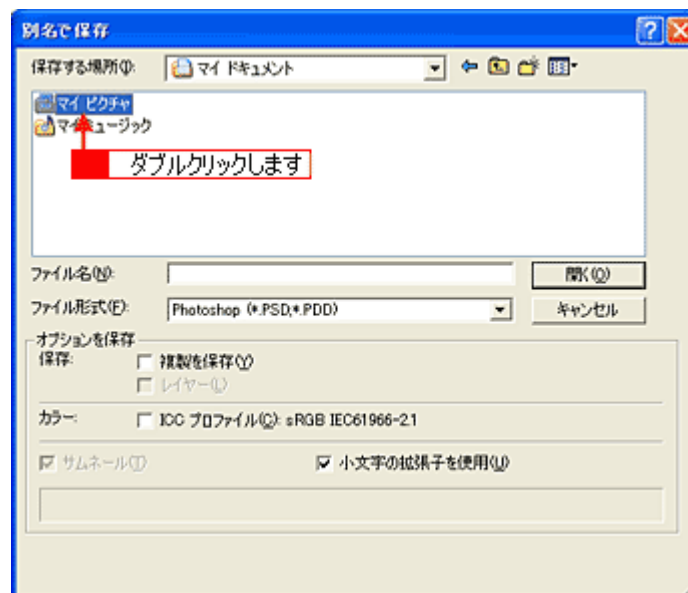 別名で保存
保存する場所(I): マイ ドキュメント
マイ ピクチャ
マイ ミュージック
ダブルクリックします
ファイル名(N): 開く(O)
ファイル形式(F): Photoshop (*.PSD;*.PDD) キャンセル
オプションを保存
保存: 複製を保存(Y)
レイヤー(L)
カラー: ICC プロファイル(C): sRGB IEC61966-2.1
サムネール(T) 小文字の拡張子を使用(U)